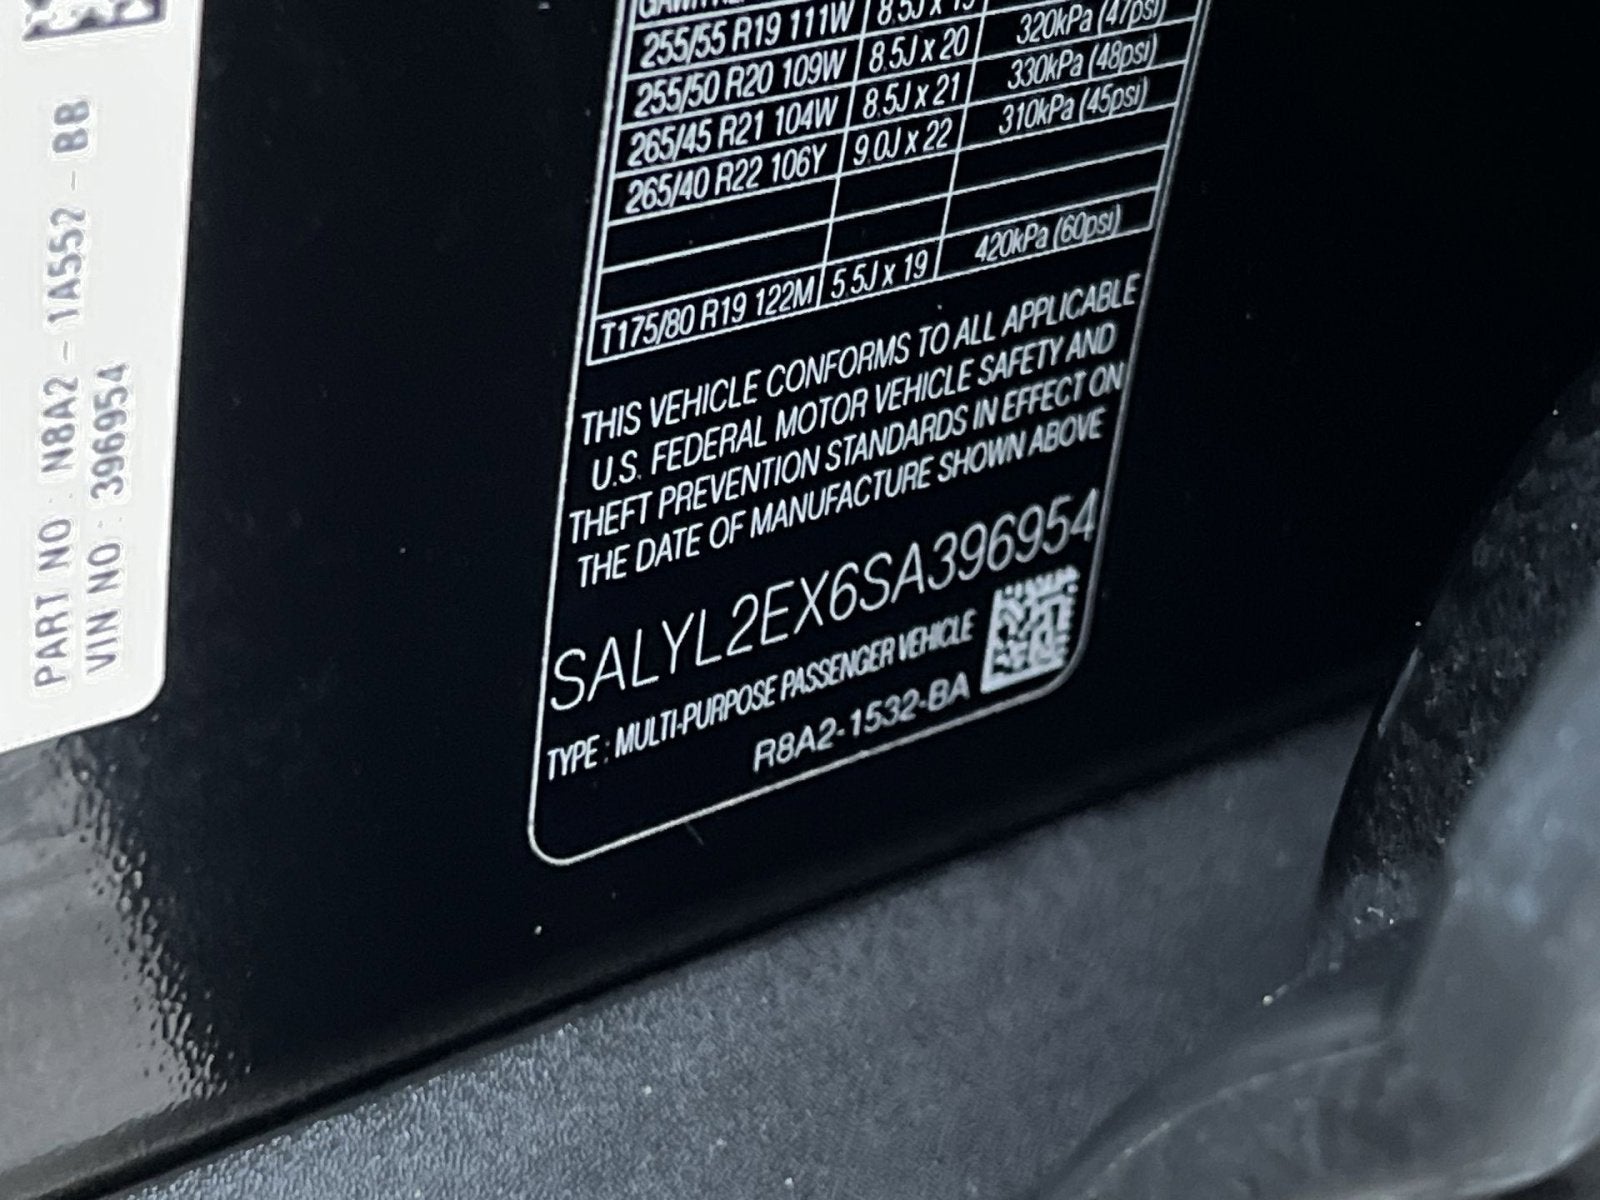 PART NO : N8A2 - 1A552 - BB
VIN NO : 396954
255/55 R19 111W 8.5J x 19
255/50 R20 109W 8.5J x 20 320kPa (47psi)
265/45 R21 104W 8.5J x 21 330kPa (48psi)
265/40 R22 106Y 9.0J x 22 310kPa (45psi)
T175/80 R19 122M 5.5J x 19 420kPa (60psi)
THIS VEHICLE CONFORMS TO ALL APPLICABLE
U.S. FEDERAL MOTOR VEHICLE SAFETY AND
THEFT PREVENTION STANDARDS IN EFFECT ON
THE DATE OF MANUFACTURE SHOWN ABOVE
SALYL2EX6SA396954
TYPE : MULTI-PURPOSE PASSENGER VEHICLE
R8A2-1532-BA